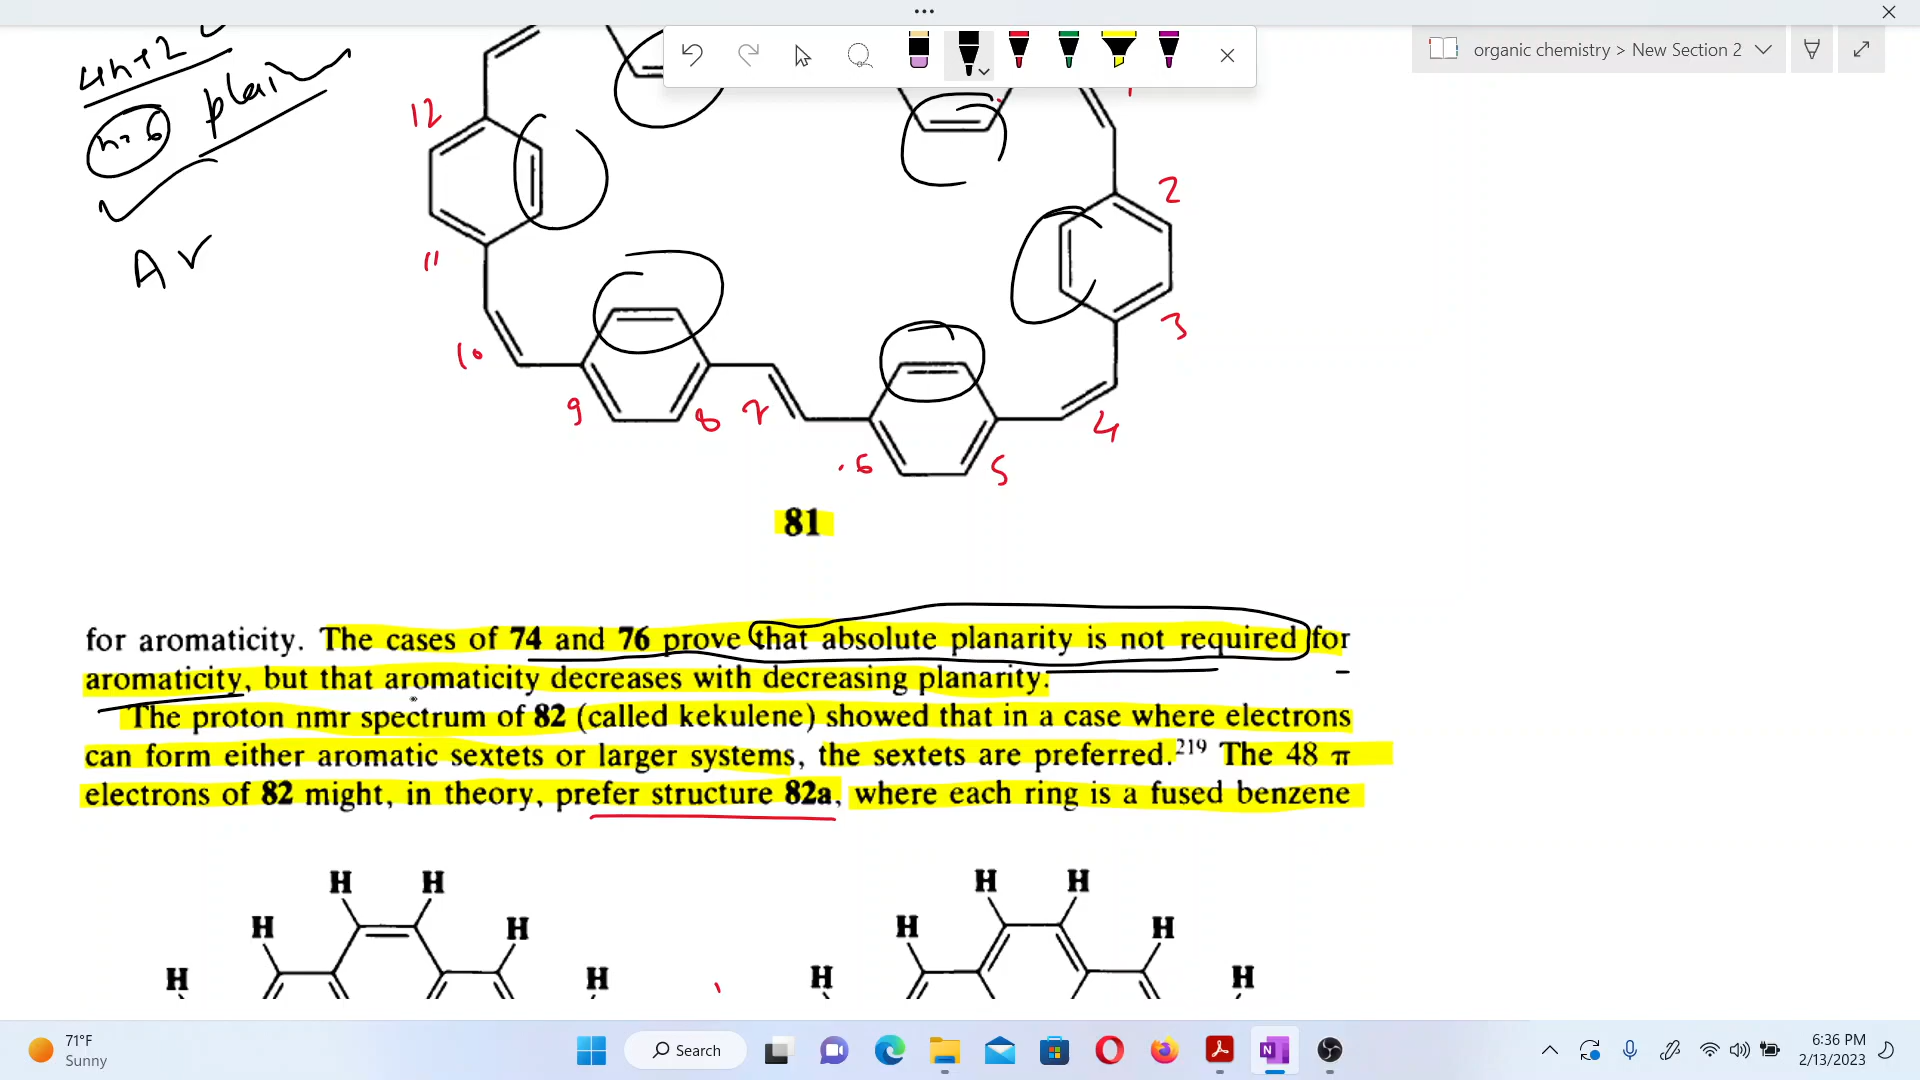 organic chemistry > New Section 2
4n+2
n= 6
plain
Ar
12
2
11
3
10
9
8
7
4
6
5
81
for aromaticity. The cases of 74 and 76 prove that absolute planarity is not required for
aromaticity, but that aromaticity decreases with decreasing planarity.
The proton nmr spectrum of 82 (called kekulene) showed that in a case where electrons
can form either aromatic sextets or larger systems, the sextets are preferred.219 The 48 π
electrons of 82 might, in theory, prefer structure 82a, where each ring is a fused benzene
H H H H
H H H H
H H H H
71°F
Sunny
Search
6:36 PM
2/13/2023